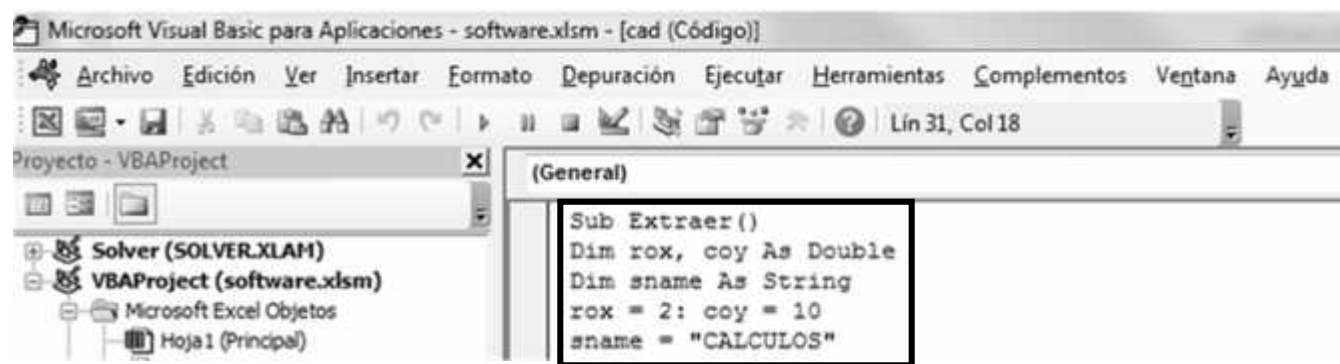 Microsoft Visual Basic para Aplicaciones - software.xlsm - [cad (Código)]
Archivo Edición Ver Insertar Formato Depuración Ejecutar Herramientas Complementos Ventana Ayuda
Lín 31, Col 18
Proyecto - VBAProject
(General)
Solver (SOLVER.XLAM)
VBAProject (software.xlsm)
Microsoft Excel Objetos
Hoja1 (Principal)
Sub Extraer()
Dim rox, coy As Double
Dim sname As String
rox = 2: coy = 10
sname = "CALCULOS"